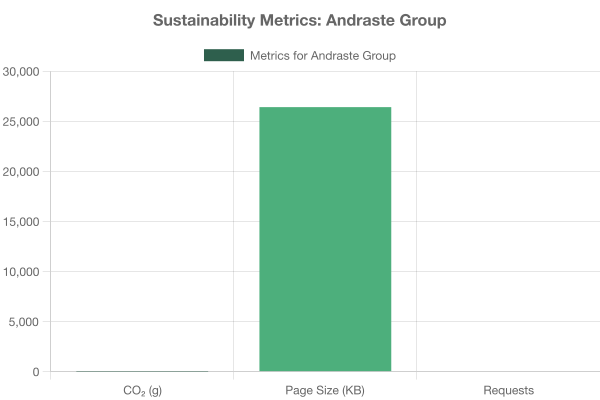 Sustainability Metrics: Andraste Group
Metrics for Andraste Group
30,000
25,000
20,000
15,000
10,000
5,000
0
CO₂ (g)
Page Size (KB)
Requests